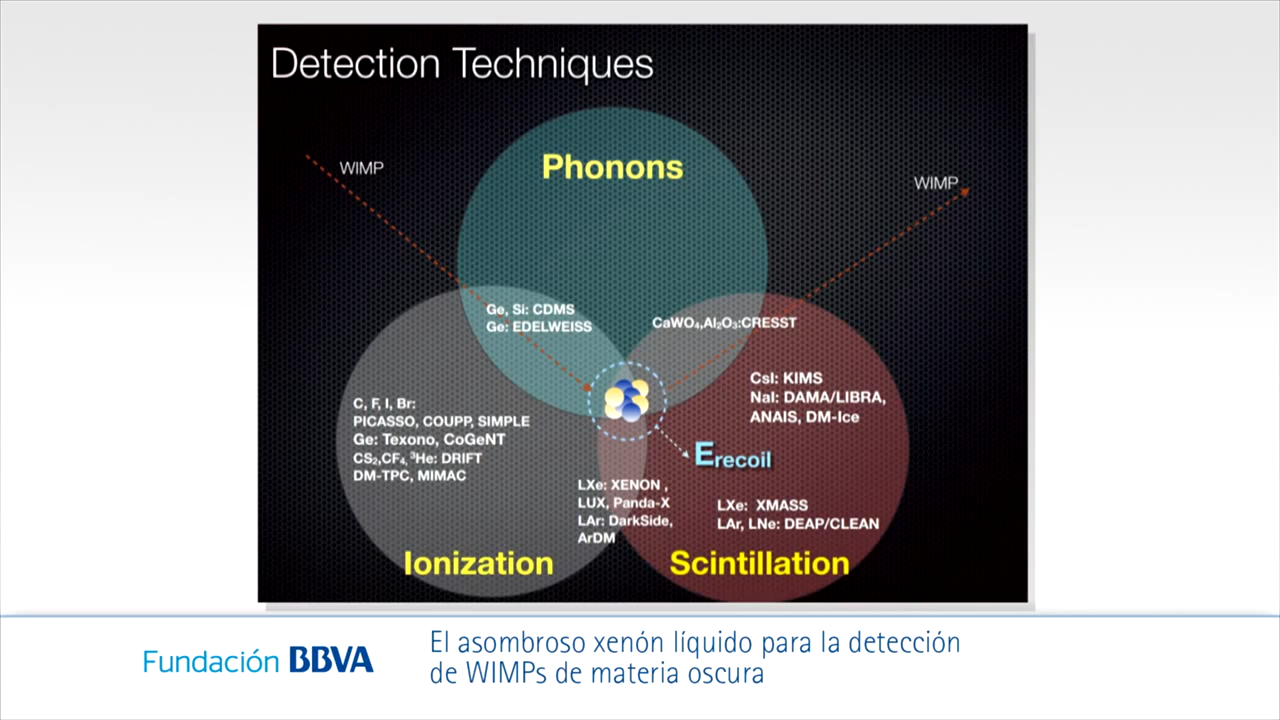 Detection Techniques
WIMP
Phonons
WIMP
Ge, Si: CDMS
Ge: EDELWEISS
CaWO₄,Al₂O₃:CRESST
CsI: KIMS
NaI: DAMA/LIBRA,
ANAIS, DM-Ice
C, F, I, Br:
PICASSO, COUPP, SIMPLE
Ge: Texono, CoGeNT
CS₂,CF₄, ³He: DRIFT
DM-TPC, MIMAC
Erecoil
LXe: XENON ,
LUX, Panda-X
LAr: DarkSide,
ArDM
LXe: XMASS
LAr, LNe: DEAP/CLEAN
Ionization
Scintillation
Fundación BBVA
El asombroso xenón líquido para la detección
de WIMPs de materia oscura